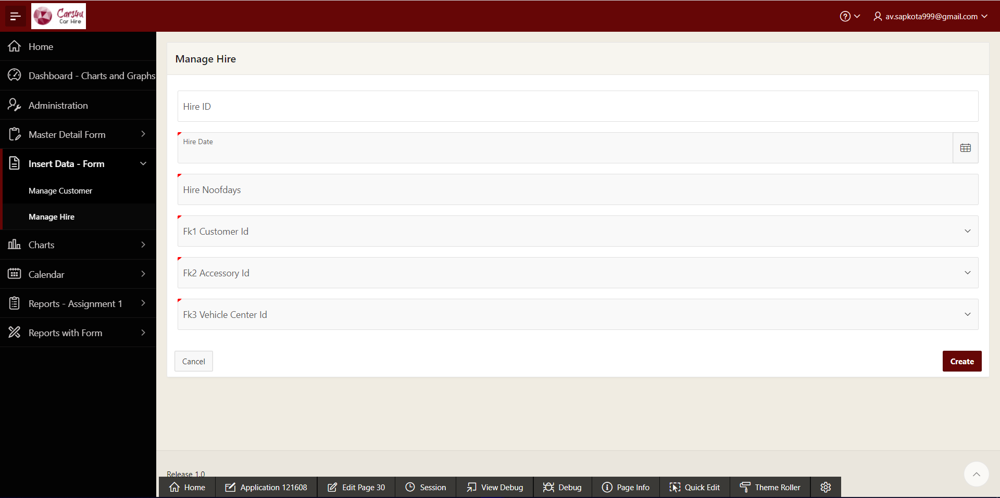 Cars4u
Car Hire
av.sapkota999@gmail.com
Home
Dashboard - Charts and Graphs
Administration
Master Detail Form
Insert Data - Form
Manage Customer
Manage Hire
Charts
Calendar
Reports - Assignment 1
Reports with Form
Manage Hire
Hire ID
Hire Date
Hire Noofdays
Fk1 Customer Id
Fk2 Accessory Id
Fk3 Vehicle Center Id
Cancel
Create
Release 1.0
Home
Application 121608
Edit Page 30
Session
View Debug
Debug
Page Info
Quick Edit
Theme Roller